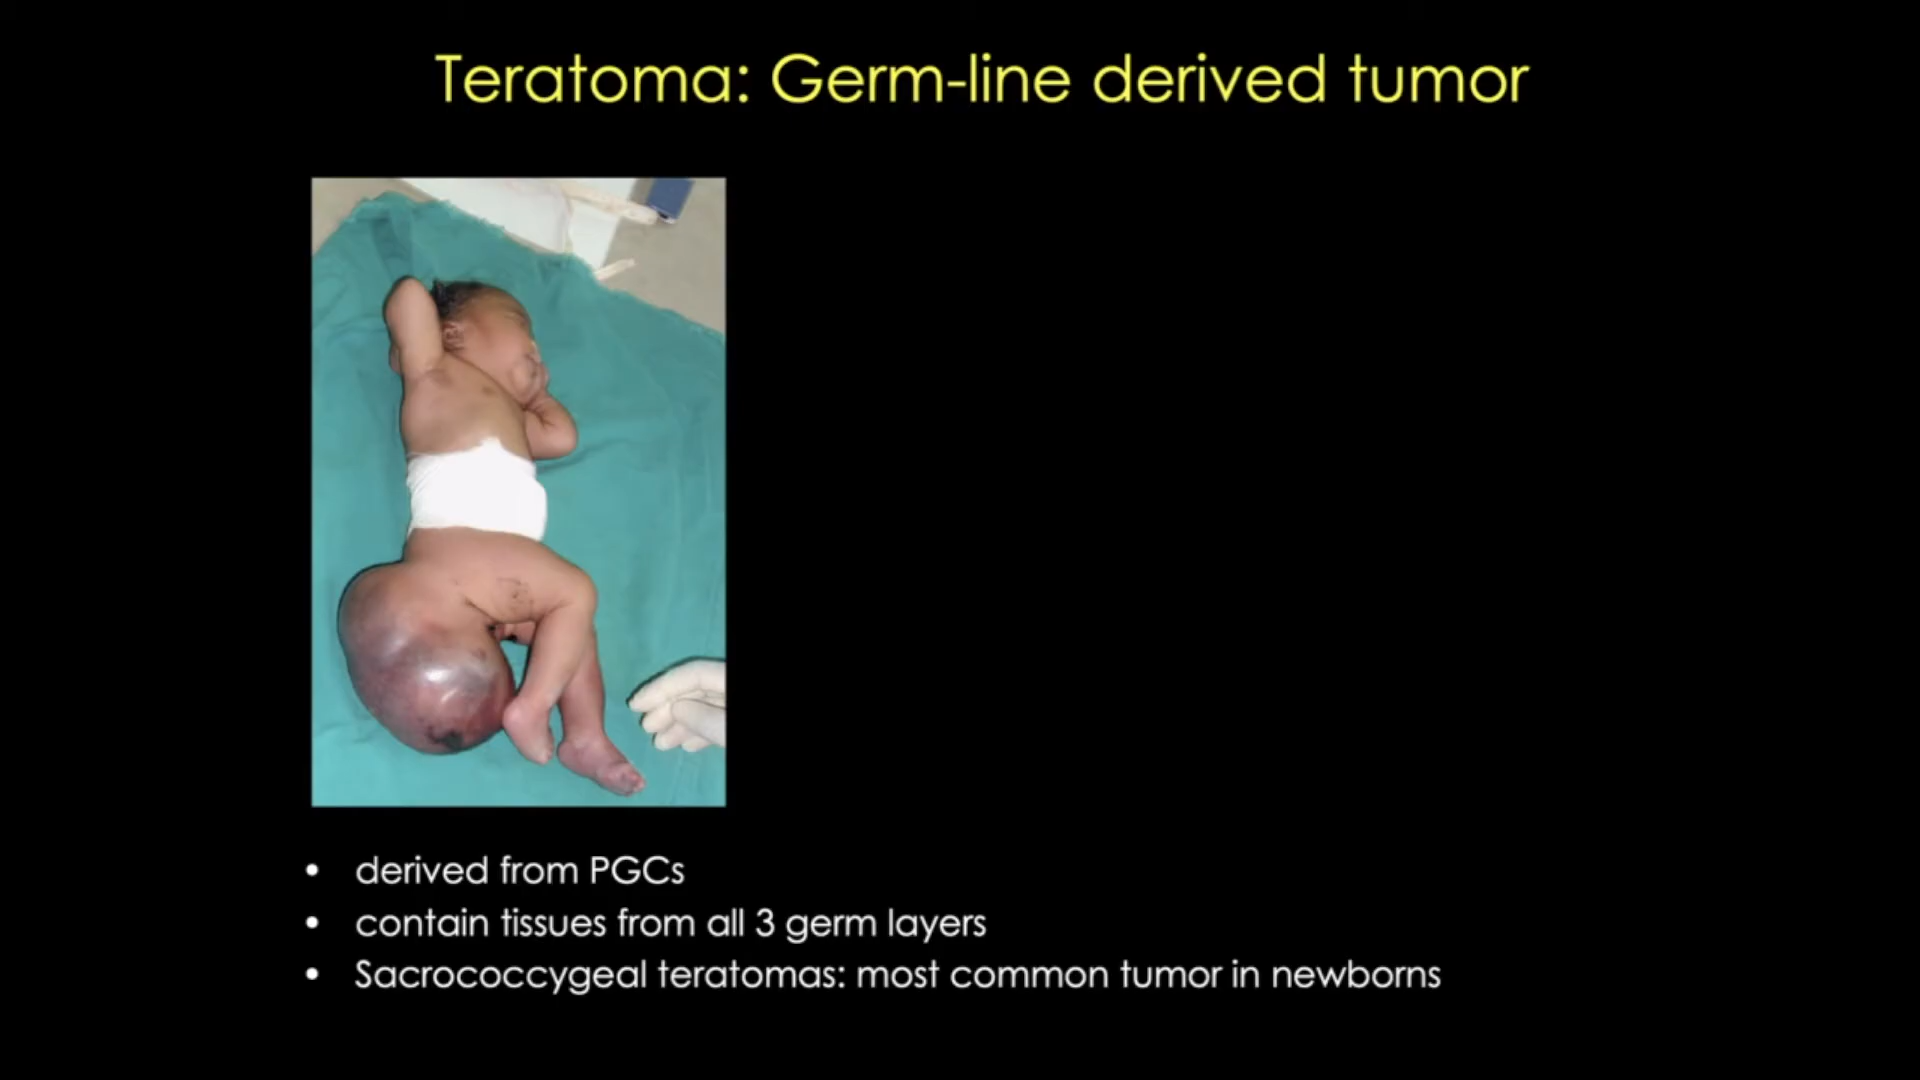 Teratoma: Germ-line derived tumor
• derived from PGCs
• contain tissues from all 3 germ layers
• Sacrococcygeal teratomas: most common tumor in newborns